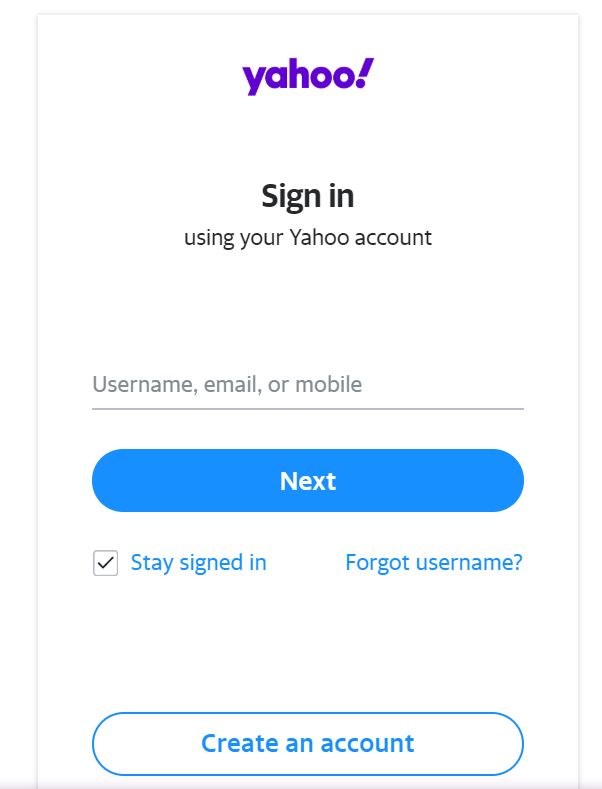 yahoo!
Sign in
using your Yahoo account
Username, email, or mobile
Next
Stay signed in
Forgot username?
Create an account